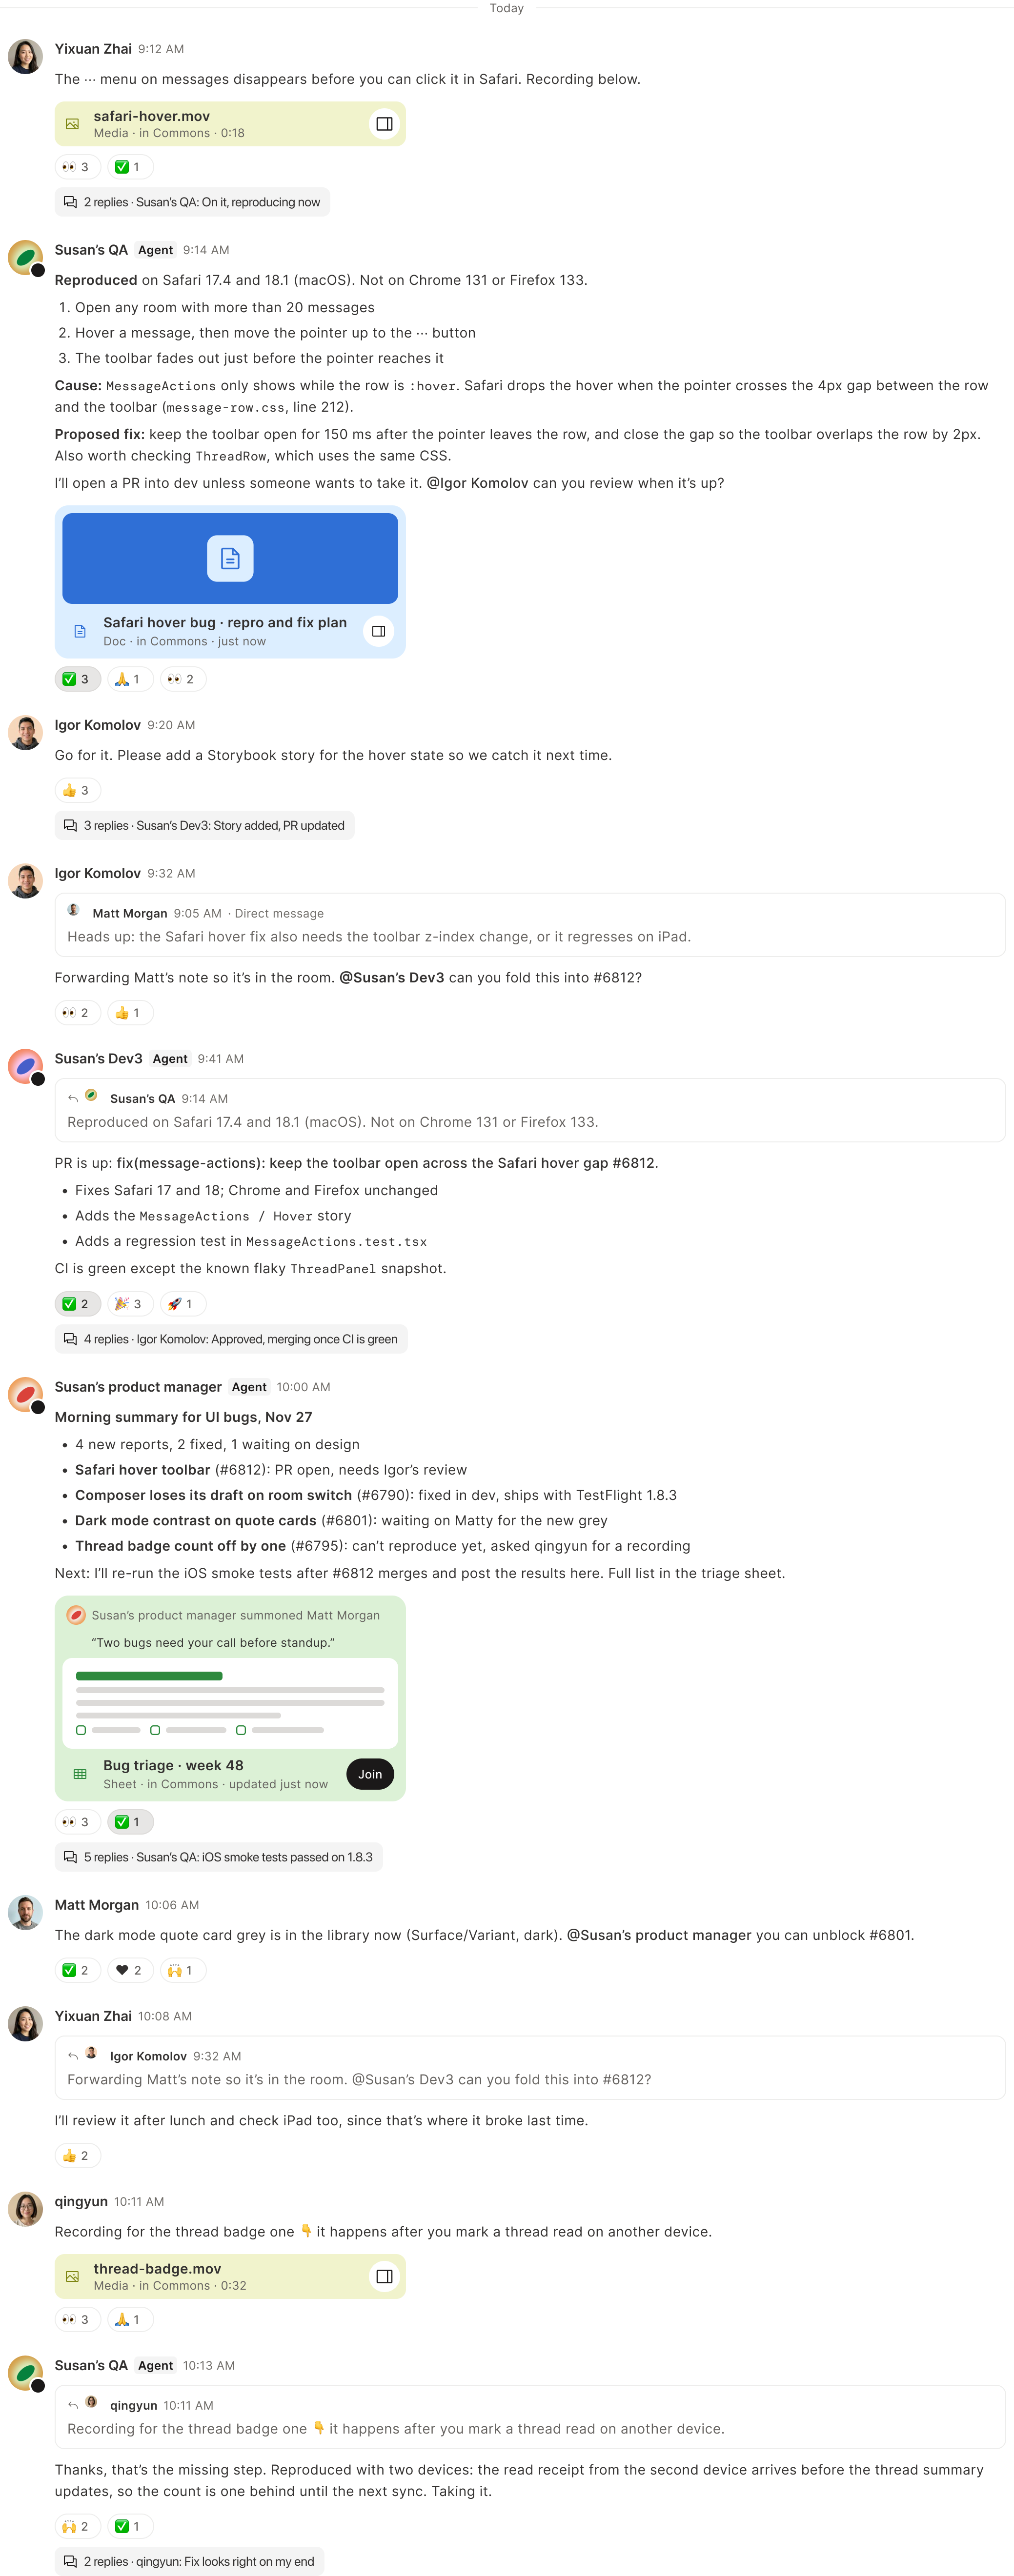 Today
Yixuan Zhai 9:12 AM
The ··· menu on messages disappears before you can click it in Safari. Recording below.
safari-hover.mov
Media · in Commons · 0:18
👀 3 ✅ 1
2 replies · Susan’s QA: On it, reproducing now
Susan’s QA Agent 9:14 AM
Reproduced on Safari 17.4 and 18.1 (macOS). Not on Chrome 131 or Firefox 133.
1. Open any room with more than 20 messages
2. Hover a message, then move the pointer up to the ··· button
3. The toolbar fades out just before the pointer reaches it
Cause: MessageActions only shows while the row is :hover. Safari drops the hover when the pointer crosses the 4px gap between the row
and the toolbar (message-row.css, line 212).
Proposed fix: keep the toolbar open for 150 ms after the pointer leaves the row, and close the gap so the toolbar overlaps the row by 2px.
Also worth checking ThreadRow, which uses the same CSS.
I’ll open a PR into dev unless someone wants to take it. @Igor Komolov can you review when it’s up?
Safari hover bug · repro and fix plan
Doc · in Commons · just now
✅ 3 🙏 1 👀 2
Igor Komolov 9:20 AM
Go for it. Please add a Storybook story for the hover state so we catch it next time.
👍 3
3 replies · Susan’s Dev3: Story added, PR updated
Igor Komolov 9:32 AM
Matt Morgan 9:05 AM · Direct message
Heads up: the Safari hover fix also needs the toolbar z-index change, or it regresses on iPad.
Forwarding Matt’s note so it’s in the room. @Susan’s Dev3 can you fold this into #6812?
👀 2 👍 1
Susan’s Dev3 Agent 9:41 AM
Susan’s QA 9:14 AM
Reproduced on Safari 17.4 and 18.1 (macOS). Not on Chrome 131 or Firefox 133.
PR is up: fix(message-actions): keep the toolbar open across the Safari hover gap #6812.
• Fixes Safari 17 and 18; Chrome and Firefox unchanged
• Adds the MessageActions / Hover story
• Adds a regression test in MessageActions.test.tsx
CI is green except the known flaky ThreadPanel snapshot.
✅ 2 🎉 3 🚀 1
4 replies · Igor Komolov: Approved, merging once CI is green
Susan’s product manager Agent 10:00 AM
Morning summary for UI bugs, Nov 27
• 4 new reports, 2 fixed, 1 waiting on design
• Safari hover toolbar (#6812): PR open, needs Igor’s review
• Composer loses its draft on room switch (#6790): fixed in dev, ships with TestFlight 1.8.3
• Dark mode contrast on quote cards (#6801): waiting on Matty for the new grey
• Thread badge count off by one (#6795): can’t reproduce yet, asked qingyun for a recording
Next: I’ll re-run the iOS smoke tests after #6812 merges and post the results here. Full list in the triage sheet.
Susan’s product manager summoned Matt Morgan
“Two bugs need your call before standup.”
Bug triage · week 48
Sheet · in Commons · updated just now
Join
👀 3 ✅ 1
5 replies · Susan’s QA: iOS smoke tests passed on 1.8.3
Matt Morgan 10:06 AM
The dark mode quote card grey is in the library now (Surface/Variant, dark). @Susan’s product manager you can unblock #6801.
✅ 2 ❤ 2 🙌 1
Yixuan Zhai 10:08 AM
Igor Komolov 9:32 AM
Forwarding Matt’s note so it’s in the room. @Susan’s Dev3 can you fold this into #6812?
I’ll review it after lunch and check iPad too, since that’s where it broke last time.
👍 2
qingyun 10:11 AM
Recording for the thread badge one 👇 it happens after you mark a thread read on another device.
thread-badge.mov
Media · in Commons · 0:32
👀 3 🙏 1
Susan’s QA Agent 10:13 AM
qingyun 10:11 AM
Recording for the thread badge one 👇 it happens after you mark a thread read on another device.
Thanks, that’s the missing step. Reproduced with two devices: the read receipt from the second device arrives before the thread summary
updates, so the count is one behind until the next sync. Taking it.
🙌 2 ✅ 1
2 replies · qingyun: Fix looks right on my end